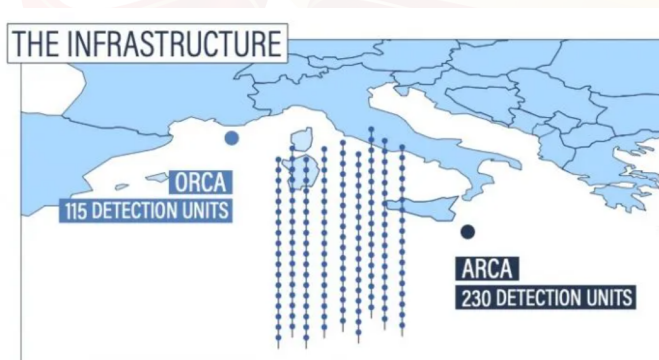 THE INFRASTRUCTURE
ORCA
115 DETECTION UNITS
ARCA
230 DETECTION UNITS